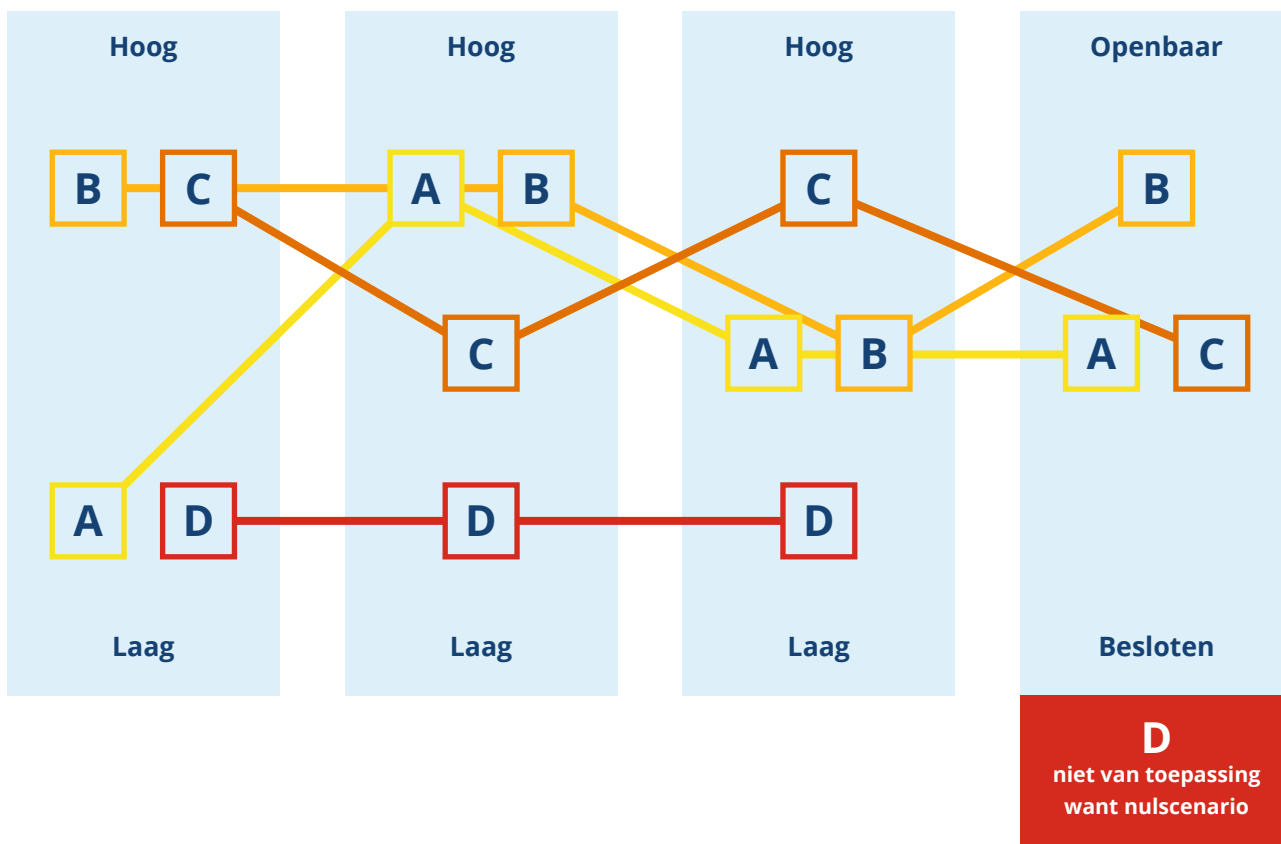 Hoog Hoog Hoog Openbaar
B C A B C B
C A B A C
A D D D
Laag Laag Laag Besloten
D
niet van toepassing
want nulscenario